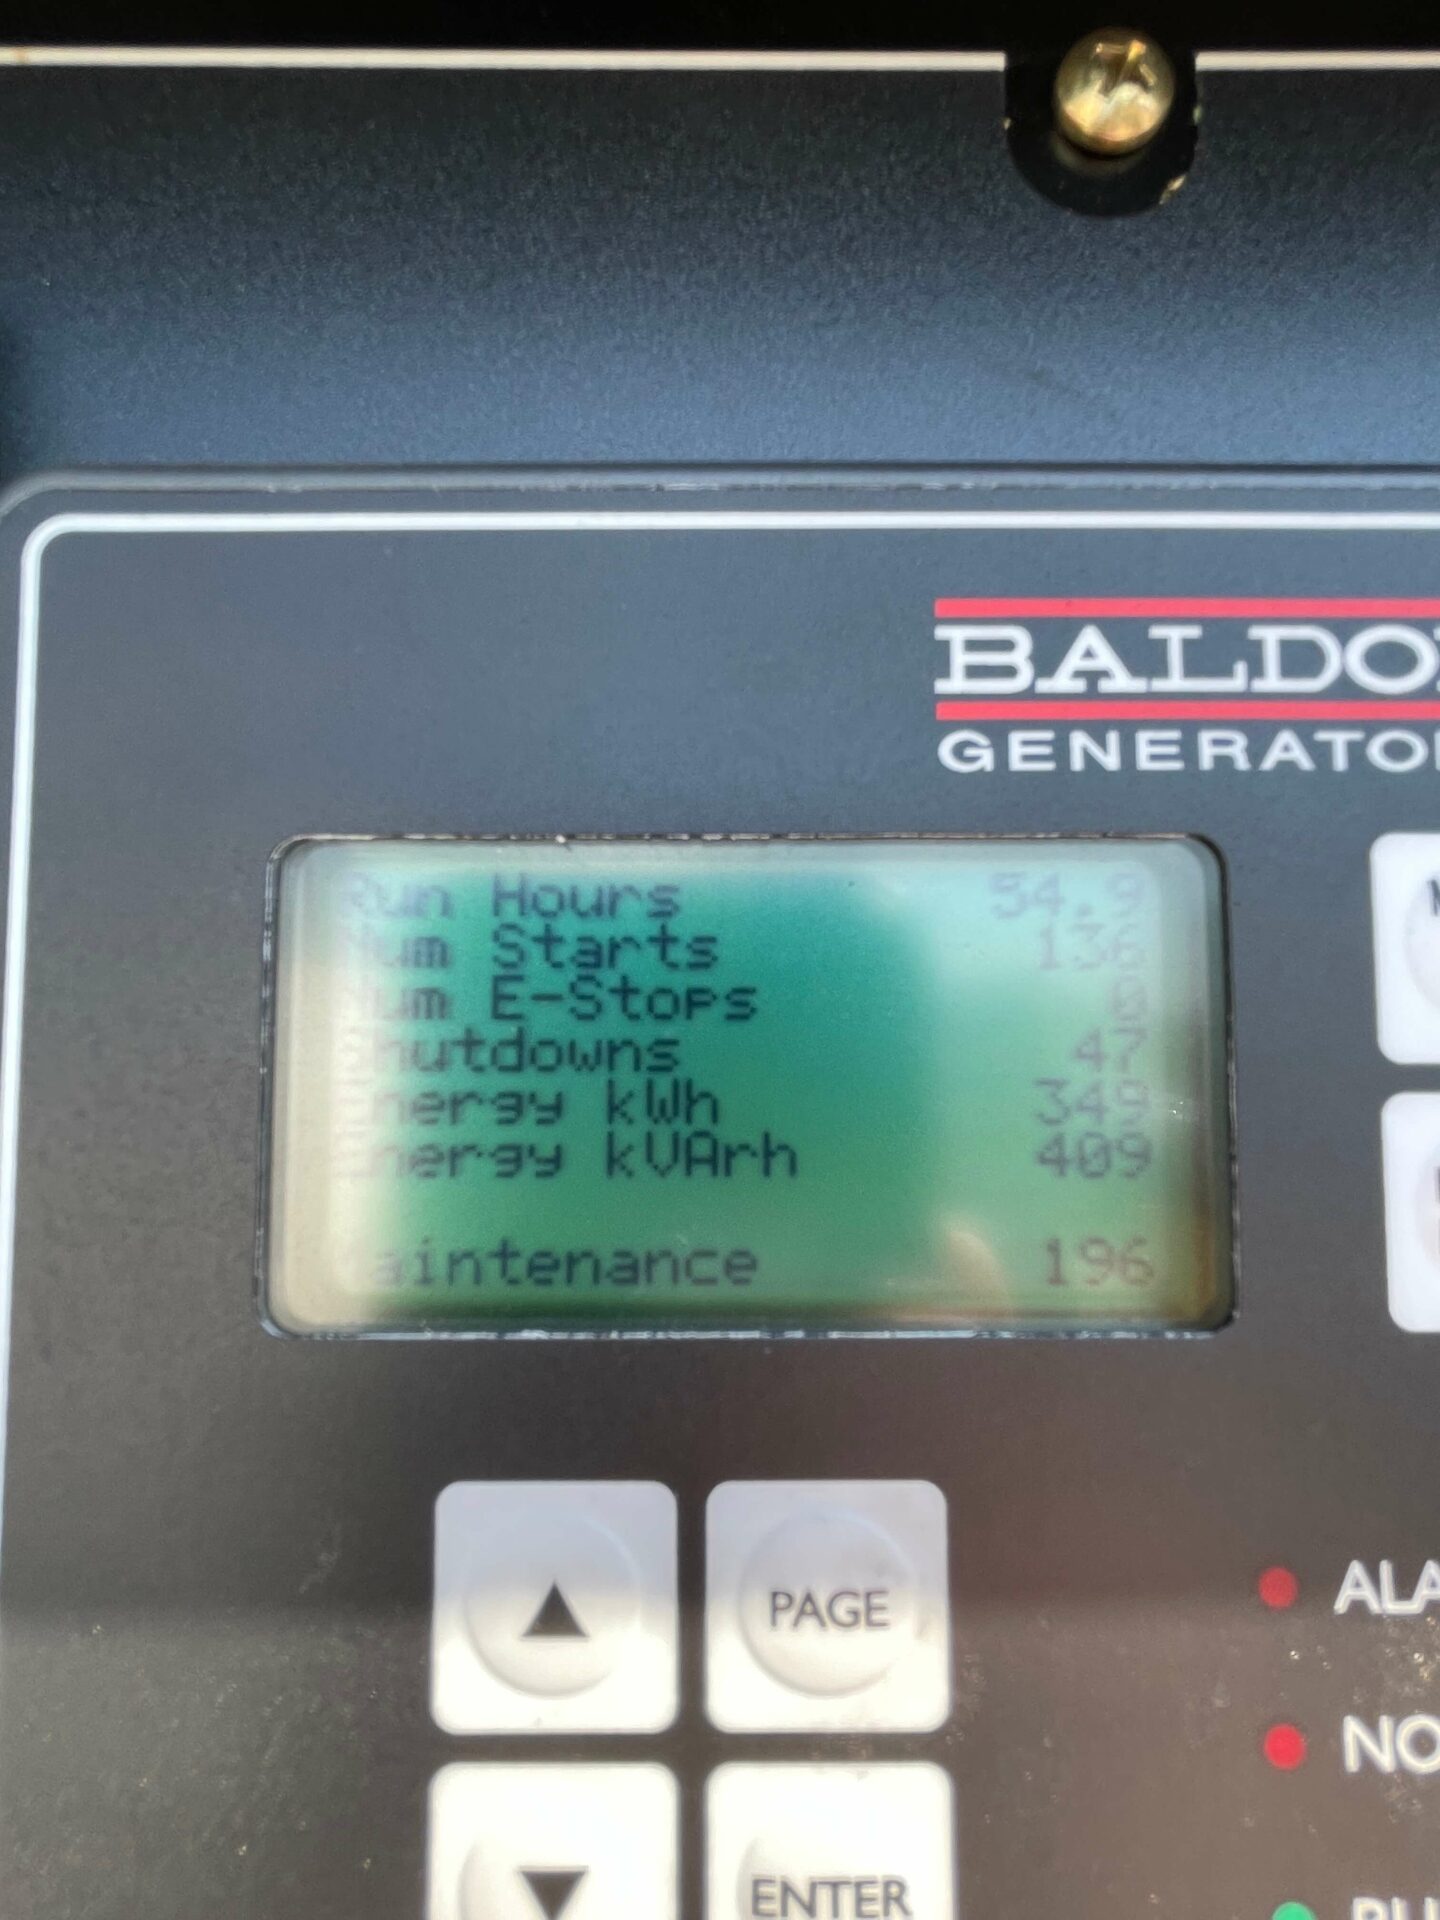 BALDO
GENERATO
Run Hours 54.9
Num Starts 136
Num E-Stops 0
Shutdowns 47
Energy kWh
Energy kVArh 409
Maintenance 196
PAGE
ALA
ENTER
NO